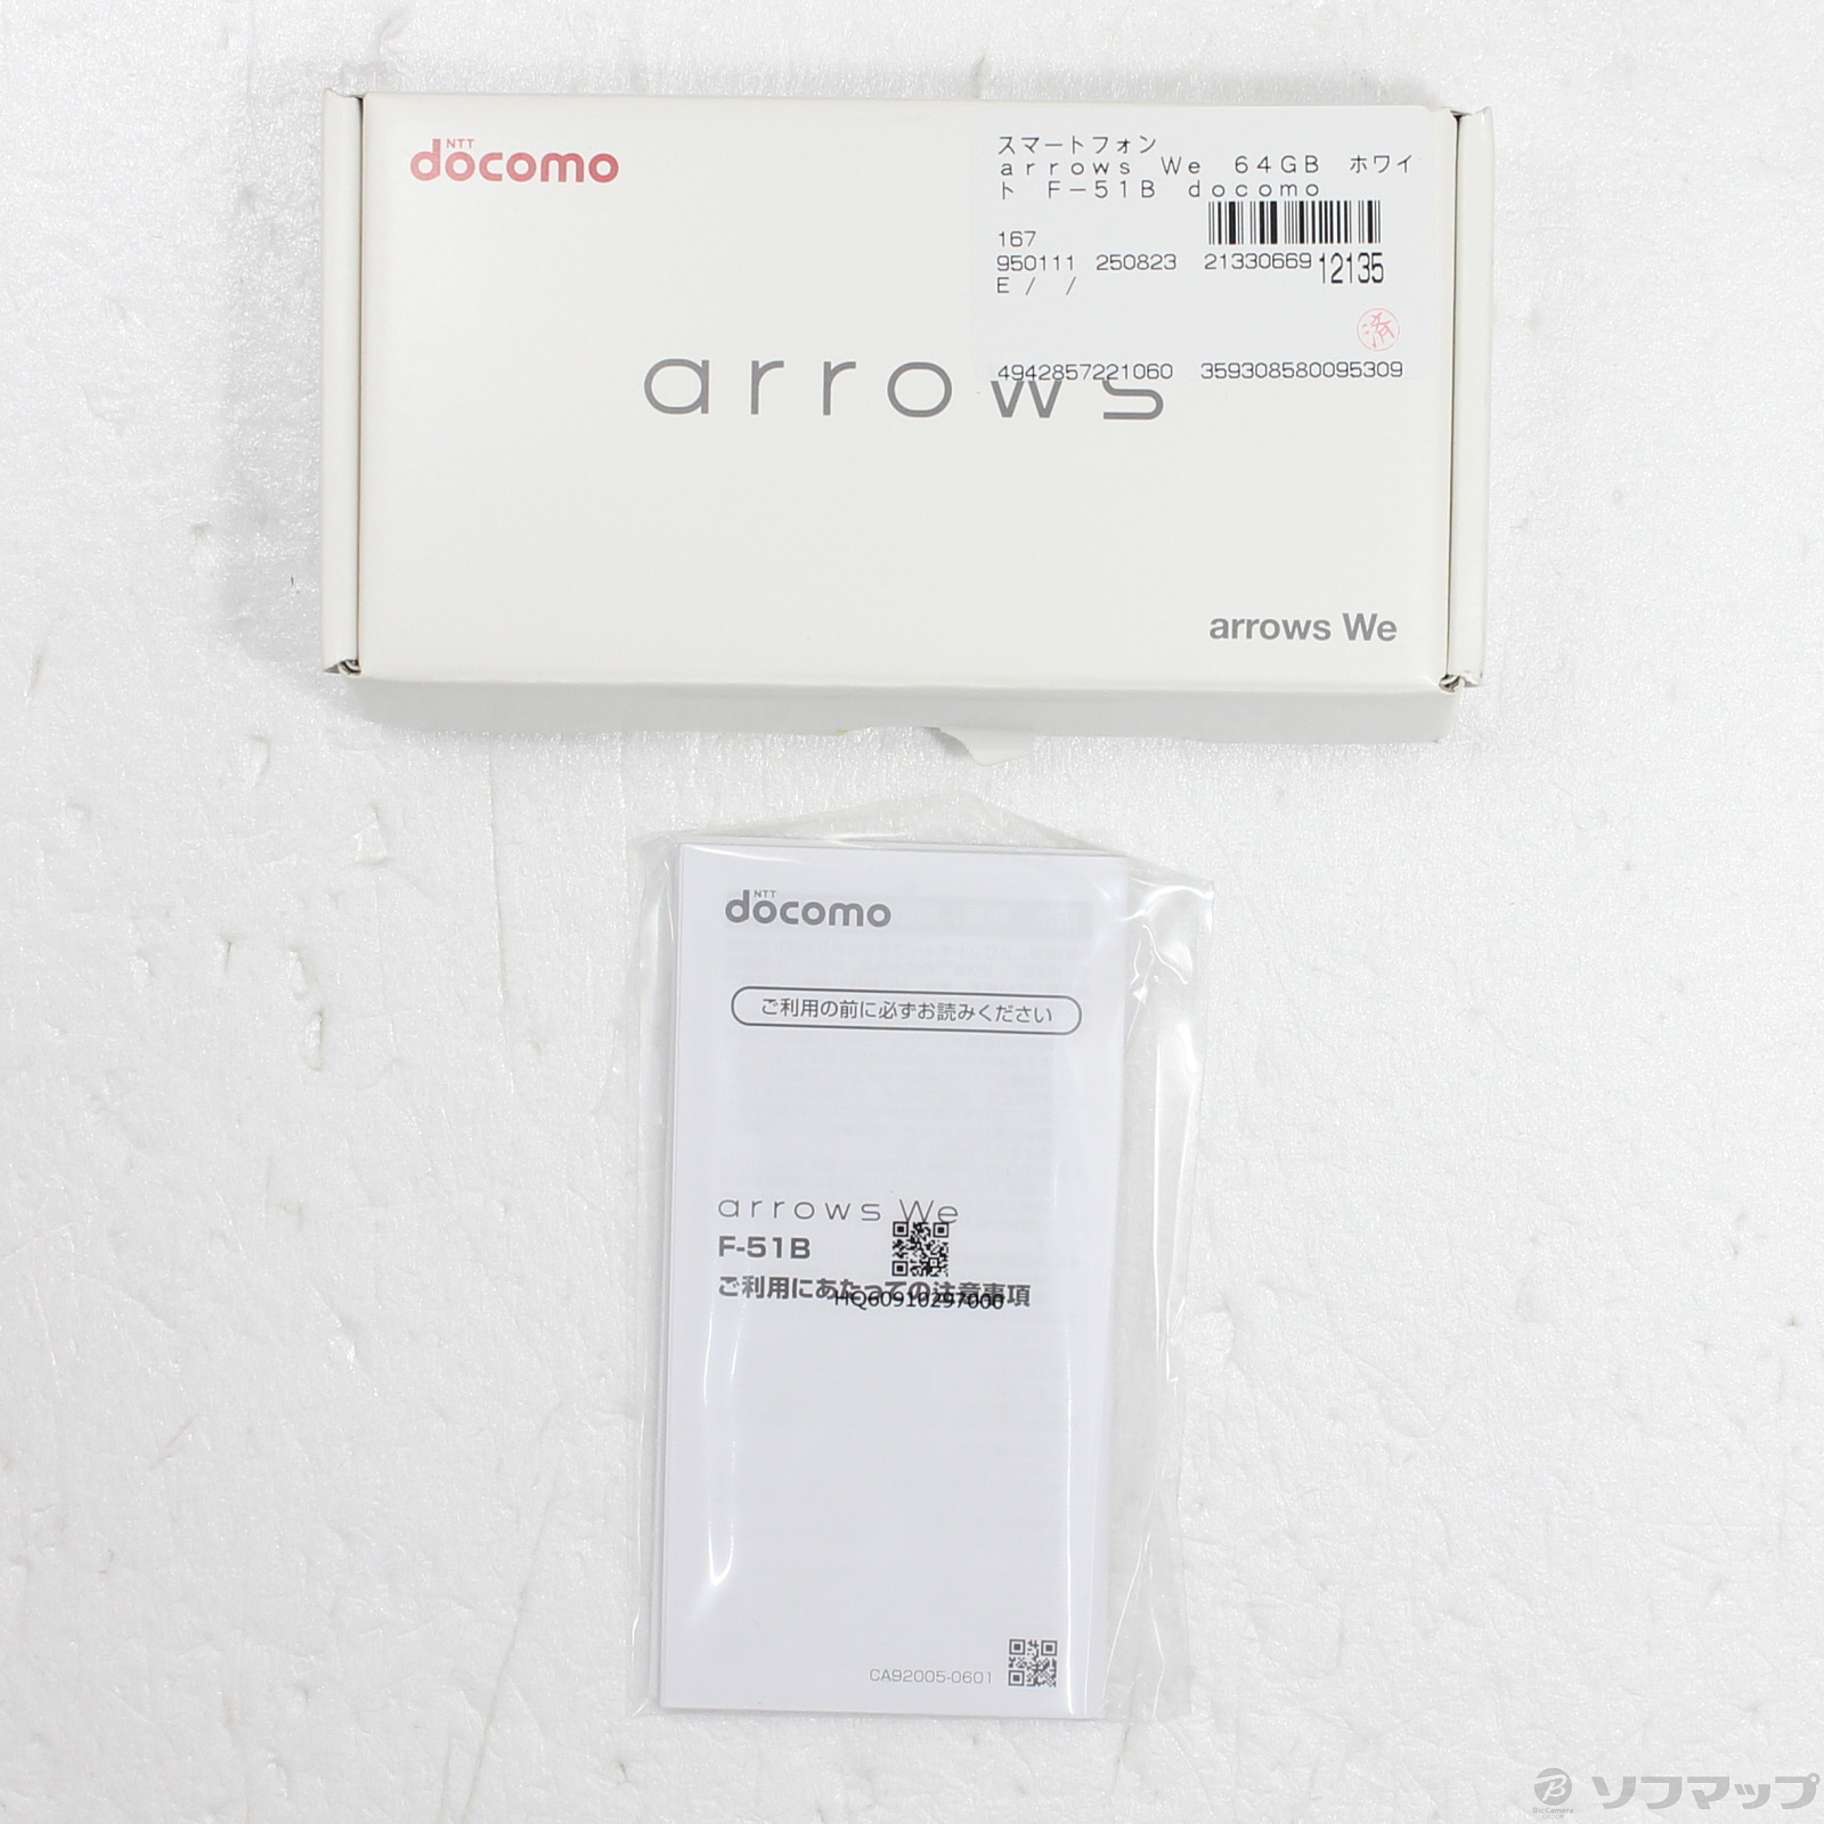 NTT
docomo
スマートフォン
arrows We 64GB ホワイ
ト F-51B docomo
167
950111 250823 21330669 12135
E / /
済
4942857221060 359308580095309
arrows
arrows We
NTT
docomo
ご利用の前に必ずお読みください
arrows We
F-51B
ご利用にあたっての注意事項
HQ60910297000
CA92005-0601
BicCamera
GROUP
ソフマップ